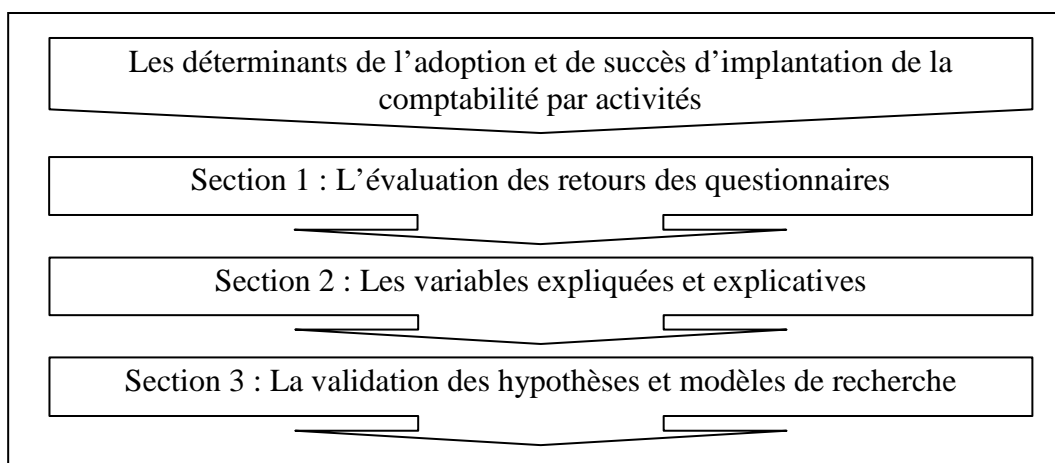 Les déterminants de l’adoption et de succès d’implantation de la
comptabilité par activités
Section 1 : L’évaluation des retours des questionnaires
Section 2 : Les variables expliquées et explicatives
Section 3 : La validation des hypothèses et modèles de recherche